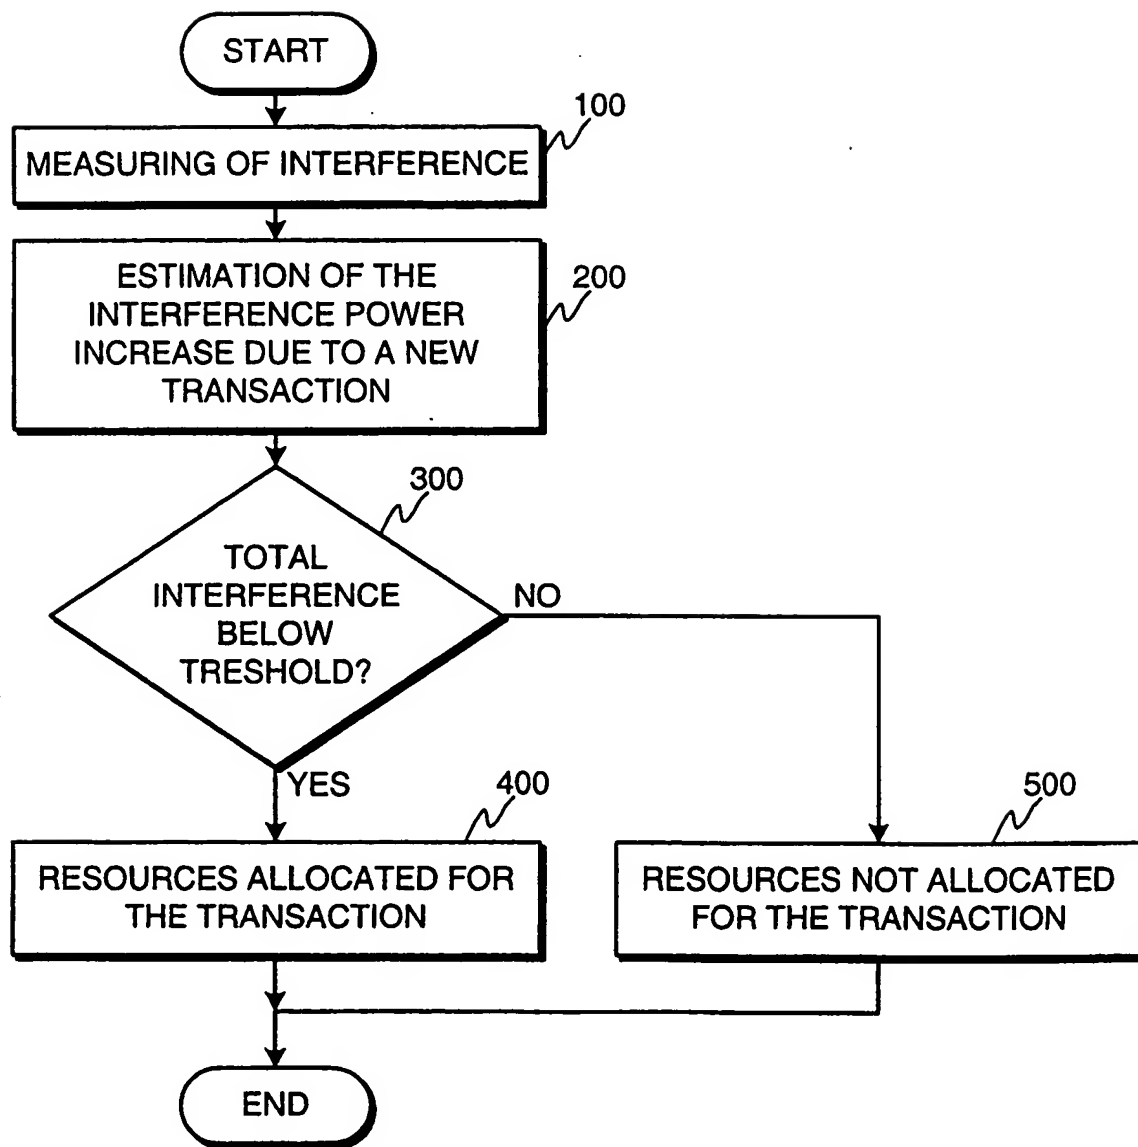 START
100
MEASURING OF INTERFERENCE
200
ESTIMATION OF THE
INTERFERENCE POWER
INCREASE DUE TO A NEW
TRANSACTION
300
TOTAL
INTERFERENCE
BELOW
TRESHOLD?
NO
YES
400
RESOURCES ALLOCATED FOR
THE TRANSACTION
500
RESOURCES NOT ALLOCATED
FOR THE TRANSACTION
END